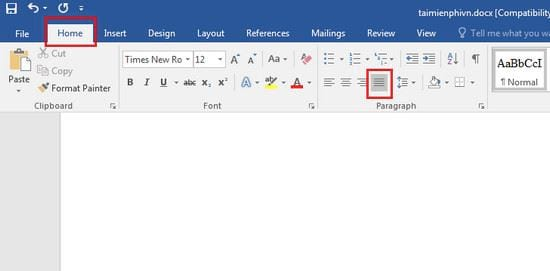 taimienphivn.docx [Compatibility
File Home Insert Design Layout References Mailings Review View Tell me what you
Cut
Times New Ro 12 A A Aa
AaBbCcI
Copy
Paste
B I U abc X₂ X² A ab A
¶ Normal
Format Painter
Clipboard Font Paragraph